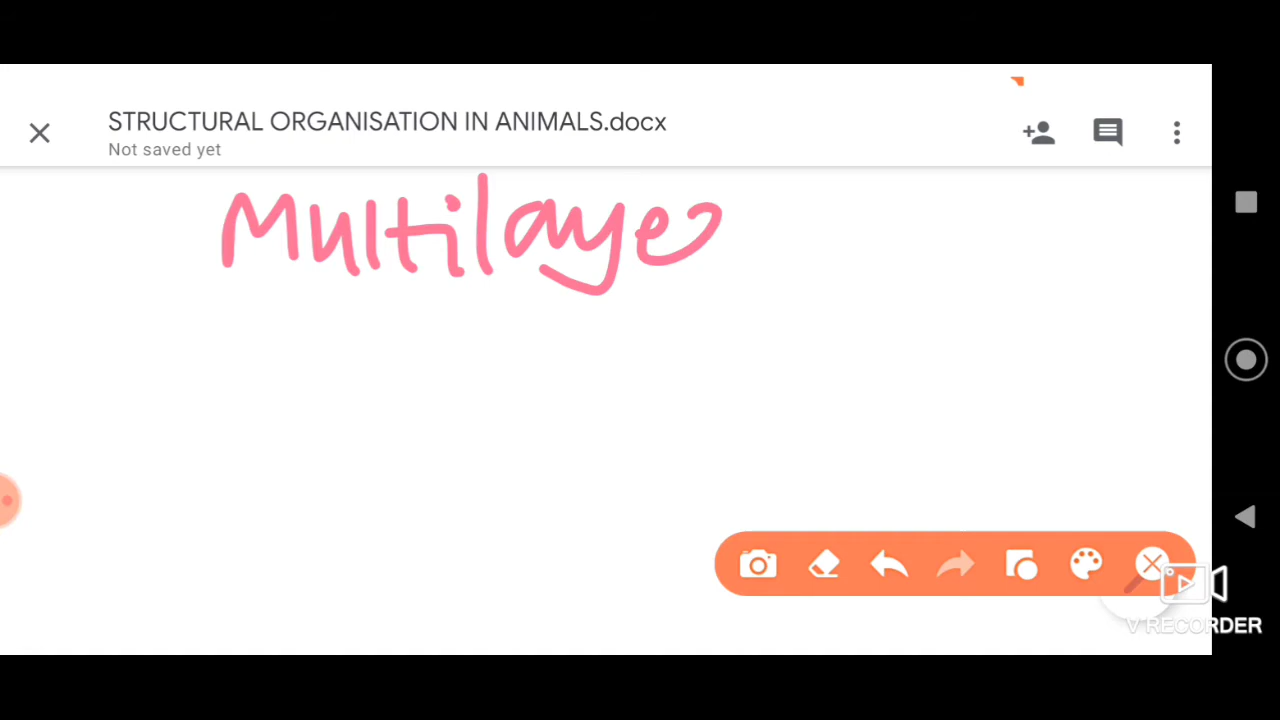 STRUCTURAL ORGANISATION IN ANIMALS.docx
Not saved yet
Multilayer
V RECORDER